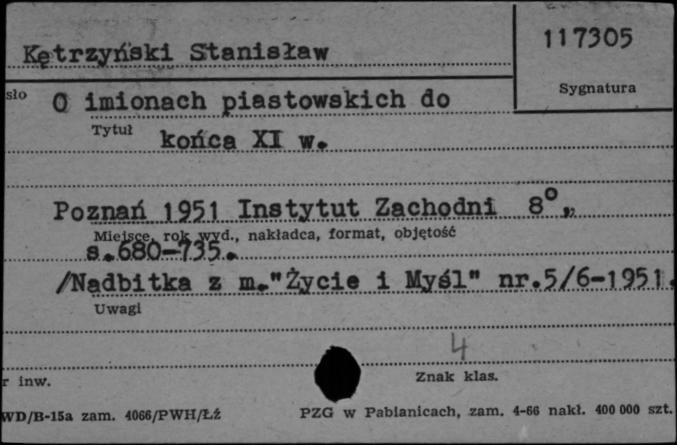 Kętrzyński Stanisław
117305
Sygnatura
sło O imionach piastowskich do
Tytuł
końca XI w.
Poznań 1951 Instytut Zachodni 8°,,
Miejsce, rok wyd., nakładca, format, objętość
s.680-735.
/Nadbitka z m."Życie i Myśl" nr.5/6-1951.
Uwagi
4
r inw.
Znak klas.
WD/B-15a zam. 4066/PWH/Łź
PZG w Pabianicach, zam. 4-66 nakł. 400 000 szt.